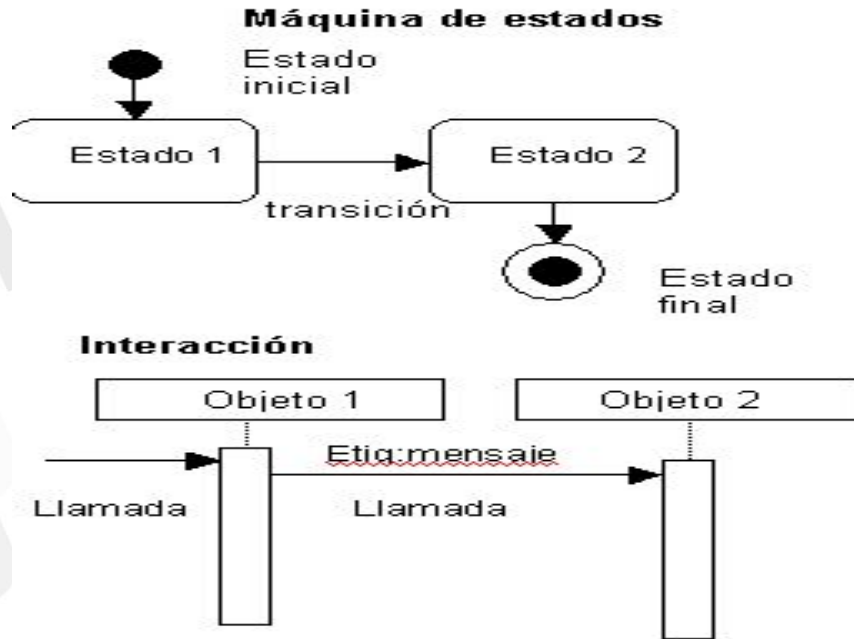 Máquina de estados
Estado
inicial
Estado 1
Estado 2
transición
Estado
final
Interacción
Objeto 1
Objeto 2
Etiq:mensaje
Llamada
Llamada